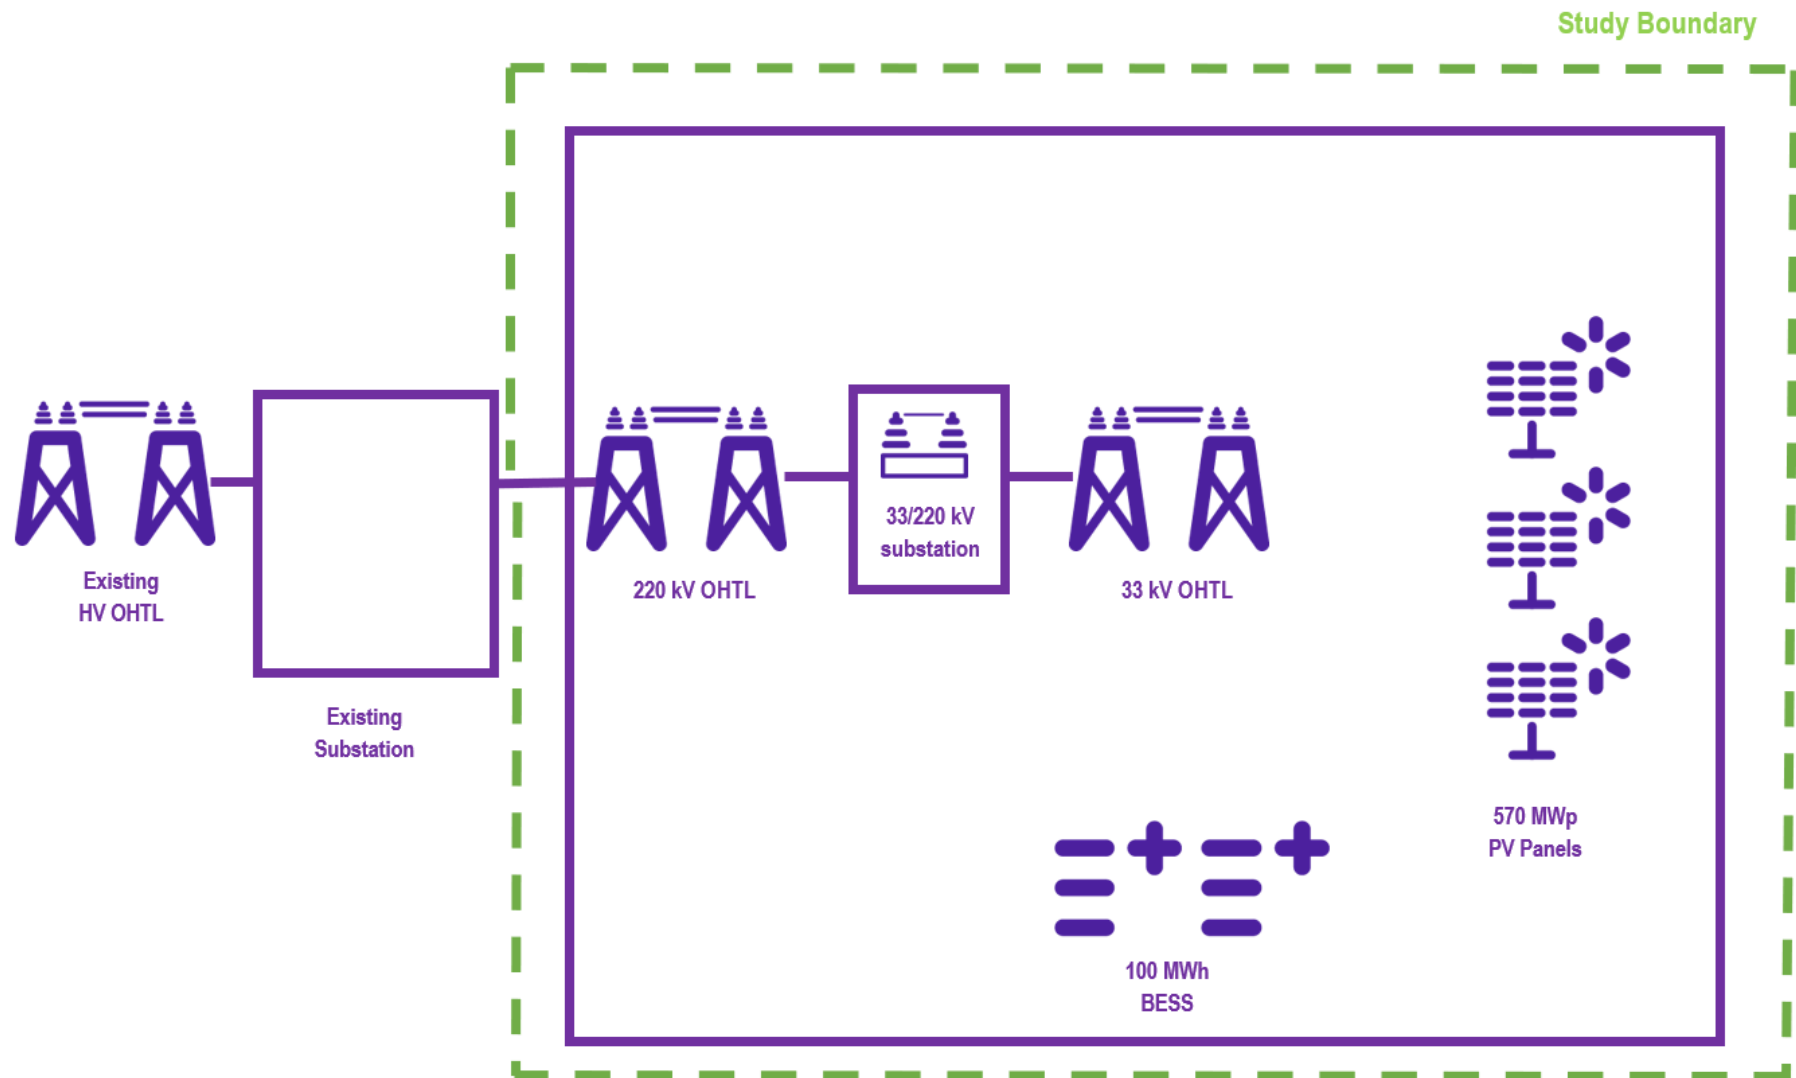 Study Boundary
Existing
HV OHTL
Existing
Substation
220 kV OHTL
33/220 kV
substation
33 kV OHTL
570 MWp
PV Panels
100 MWh
BESS